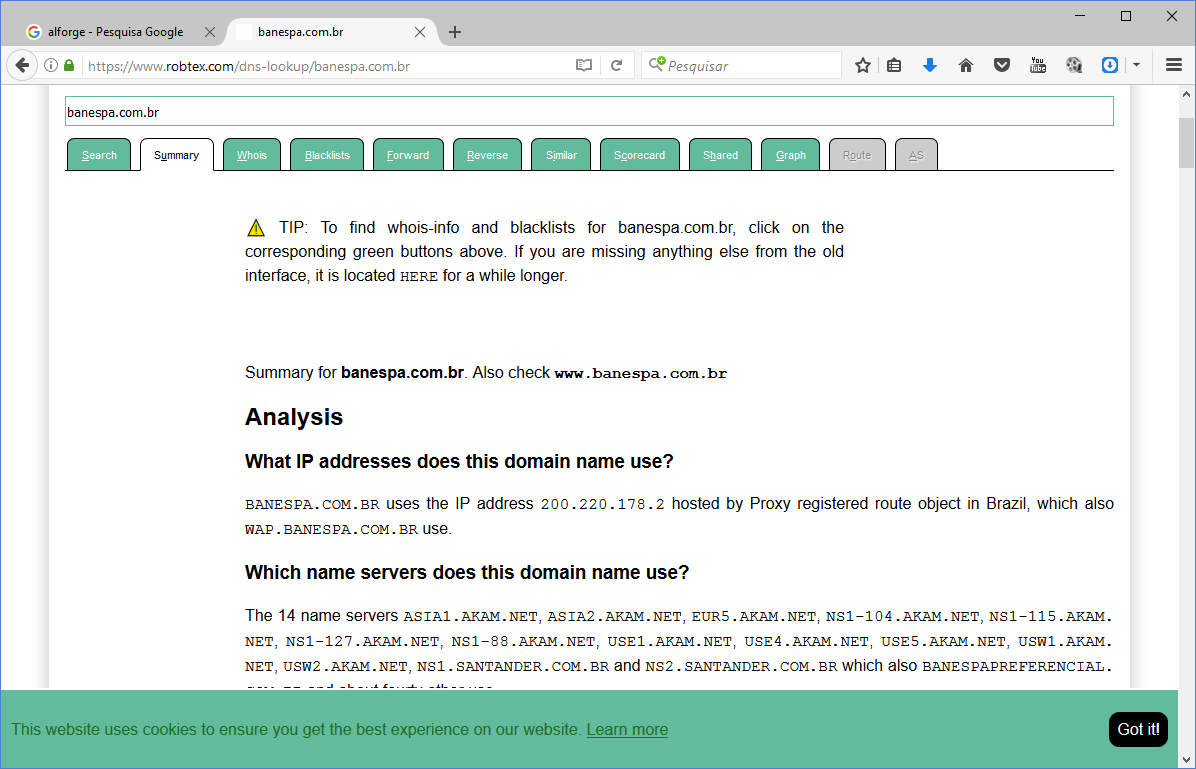 alforge - Pesquisa Google
banespa.com.br
https://www.robtex.com/dns-lookup/banespa.com.br
Pesquisar
You
Tube
banespa.com.br
Search Summary Whois Blacklists Forward Reverse Similar Scorecard Shared Graph Route AS
TIP: To find whois-info and blacklists for banespa.com.br, click on the
corresponding green buttons above. If you are missing anything else from the old
interface, it is located HERE for a while longer.
Summary for banespa.com.br. Also check www.banespa.com.br
Analysis
What IP addresses does this domain name use?
BANESPA.COM.BR uses the IP address 200.220.178.2 hosted by Proxy registered route object in Brazil, which also
WAP.BANESPA.COM.BR use.
Which name servers does this domain name use?
The 14 name servers ASIA1.AKAM.NET, ASIA2.AKAM.NET, EUR5.AKAM.NET, NS1-104.AKAM.NET, NS1-115.AKAM.
NET, NS1-127.AKAM.NET, NS1-88.AKAM.NET, USE1.AKAM.NET, USE4.AKAM.NET, USE5.AKAM.NET, USW1.AKAM.
NET, USW2.AKAM.NET, NS1.SANTANDER.COM.BR and NS2.SANTANDER.COM.BR which also BANESPAPREFERENCIAL.
This website uses cookies to ensure you get the best experience on our website. Learn more
Got it!